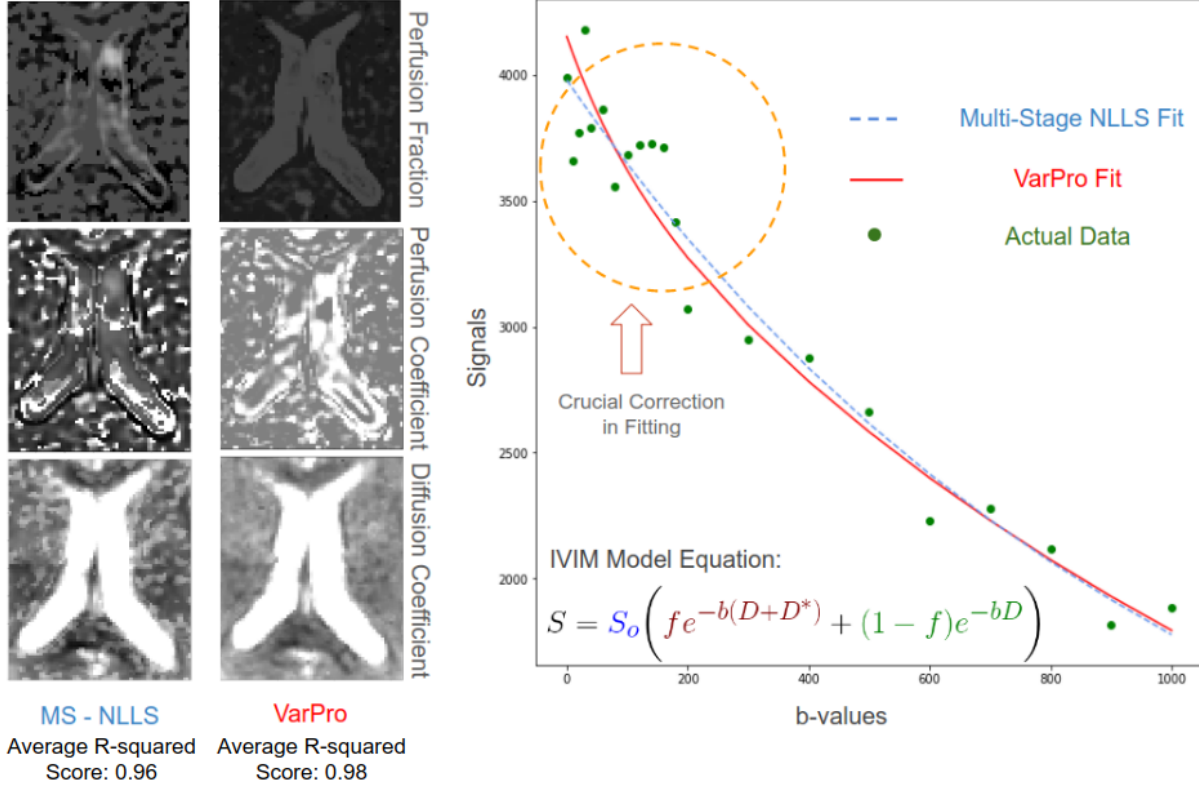 Perfusion Fraction
Perfusion Coefficient
Diffusion Coefficient
MS - NLLS
Average R-squared
Score: 0.96
VarPro
Average R-squared
Score: 0.98
Signals
4000
3500
3000
2500
2000
Multi-Stage NLLS Fit
VarPro Fit
Actual Data
Crucial Correction
in Fitting
IVIM Model Equation:
S = S_o(fe^{-b(D+D^*)} + (1 - f)e^{-bD})
0 200 400 600 800 1000
b-values